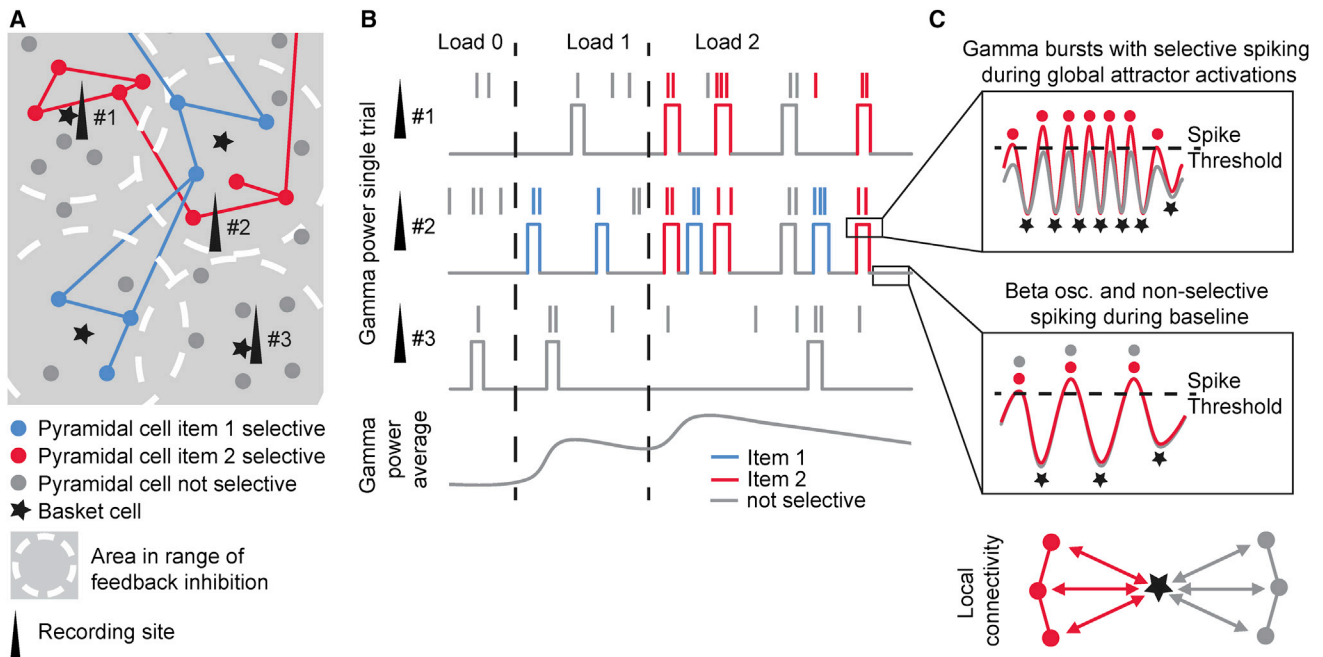 A
#1
#2
#3
Pyramidal cell item 1 selective
Pyramidal cell item 2 selective
Pyramidal cell not selective
Basket cell
Area in range of
feedback inhibition
Recording site
B
Load 0
Load 1
Load 2
Gamma power single trial
#1
#2
#3
Gamma
power
average
Item 1
Item 2
not selective
C
Gamma bursts with selective spiking
during global attractor activations
Spike
Threshold
Beta osc. and non-selective
spiking during baseline
Spike
Threshold
Local
connectivity